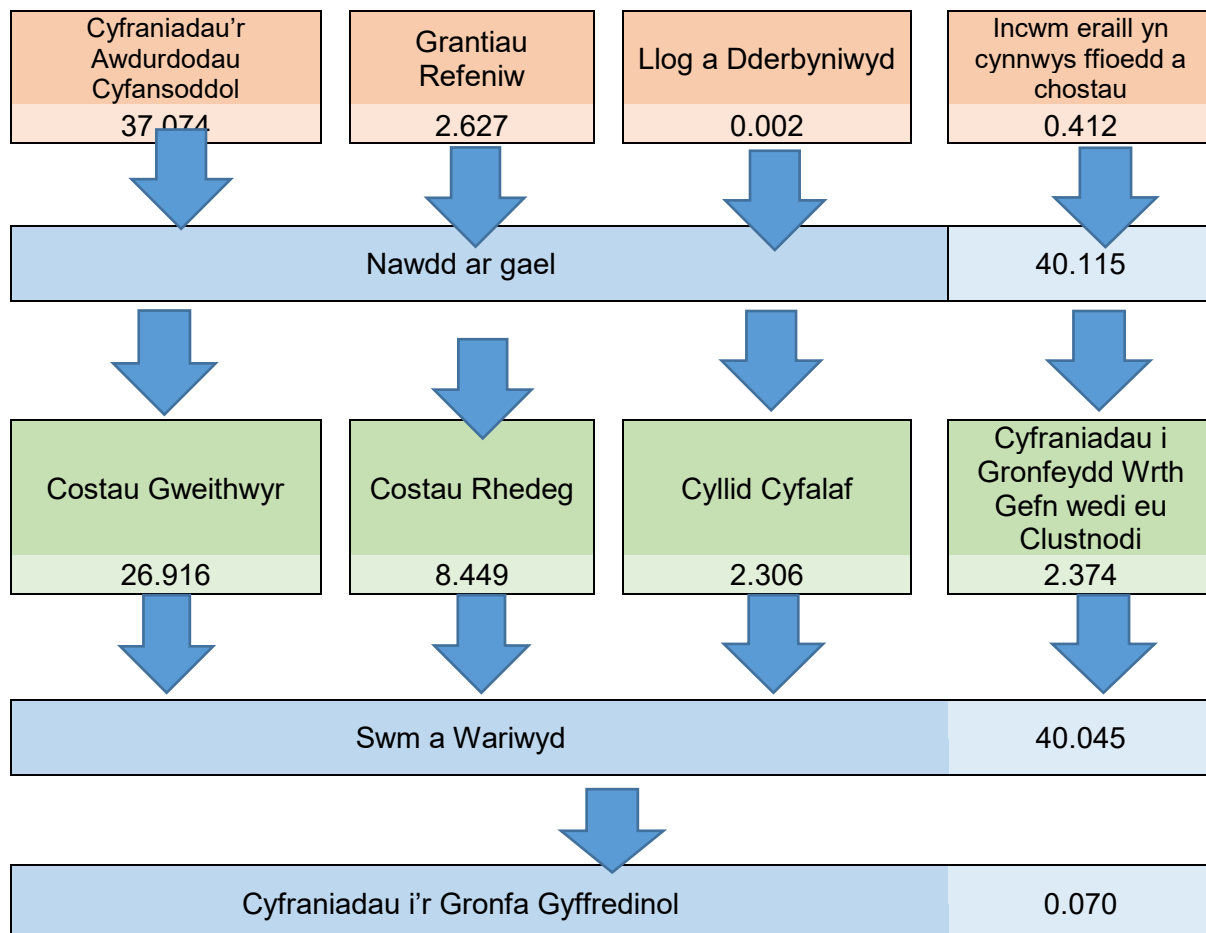 Cyfraniadau’r
Awdurdodau
Cyfansoddol
37.074
Grantiau
Refeniw
2.627
Llog a Dderbyniwyd
0.002
Incwm eraill yn
cynnwys ffioedd a
chostau
0.412
Nawdd ar gael
40.115
Costau Gweithwyr
26.916
Costau Rhedeg
8.449
Cyllid Cyfalaf
2.306
Cyfraniadau i
Gronfeydd Wrth
Gefn wedi eu
Clustnodi
2.374
Swm a Wariwyd
40.045
Cyfraniadau i’r Gronfa Gyffredinol
0.070